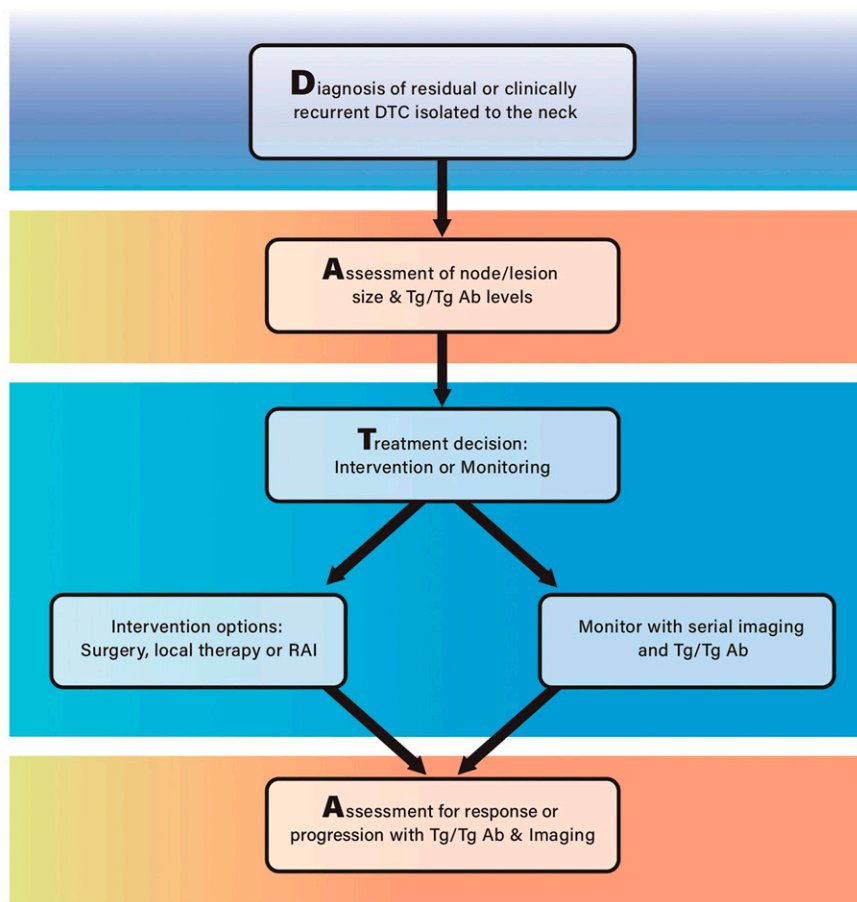 Diagnosis of residual or clinically
recurrent DTC isolated to the neck
Assessment of node/lesion
size & Tg/Tg Ab levels
Treatment decision:
Intervention or Monitoring
Intervention options:
Surgery, local therapy or RAI
Monitor with serial imaging
and Tg/Tg Ab
Assessment for response or
progression with Tg/Tg Ab & Imaging